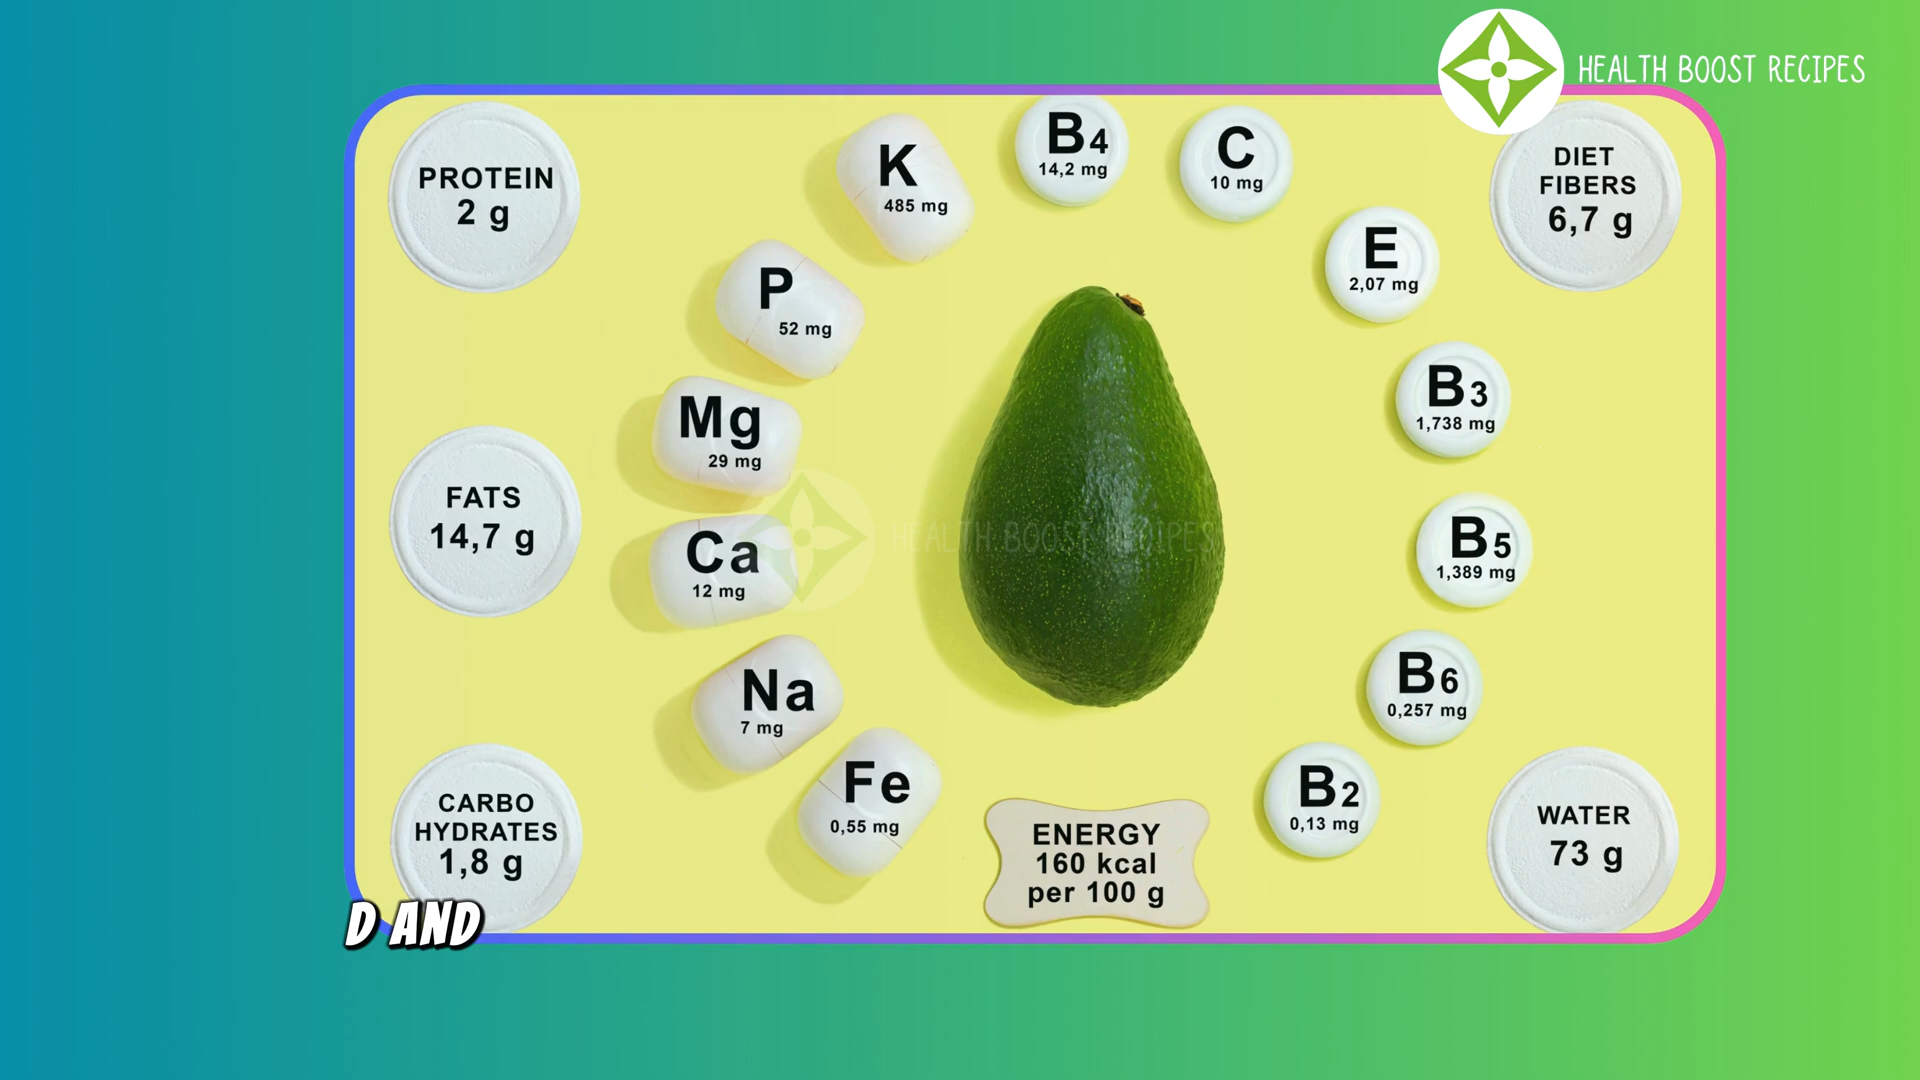 HEALTH BOOST RECIPES
PROTEIN
2 g
K
485 mg
B4
14,2 mg
C
10 mg
DIET
FIBERS
6,7 g
E
2,07 mg
P
52 mg
B3
1,738 mg
Mg
29 mg
FATS
14,7 g
Ca
12 mg
HEALTH BOOST RECIPES
B5
1,389 mg
Na
7 mg
B6
0,257 mg
Fe
0,55 mg
B2
0,13 mg
CARBO
HYDRATES
1,8 g
ENERGY
160 kcal
per 100 g
WATER
73 g
D AND